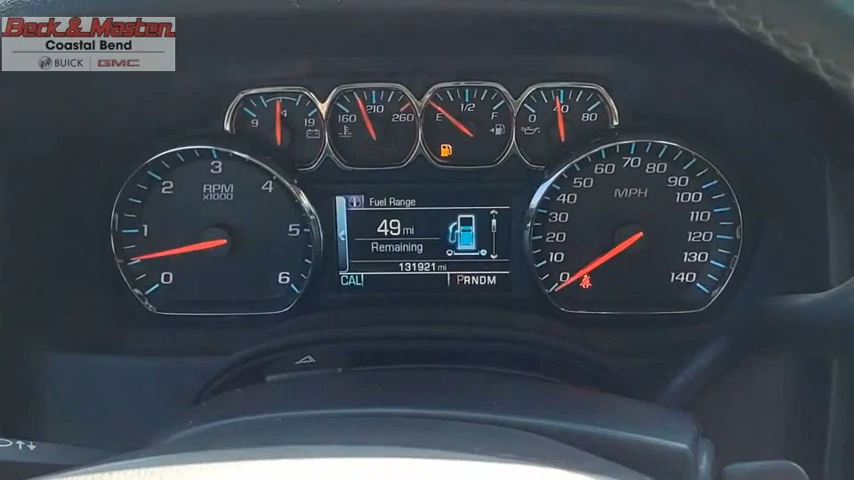 Beck & Masten
Coastal Bend
BUICK | GMC
9 14 19
160 210 260
E 1/2 F
0 40 80
0 1 2 3 4 5 6
RPM
x1000
0 10 20 30 40 50 60 70 80 90 100 110 120 130 140
MPH
Fuel Range
49 mi
Remaining
131921 mi
CAL
PRNDM